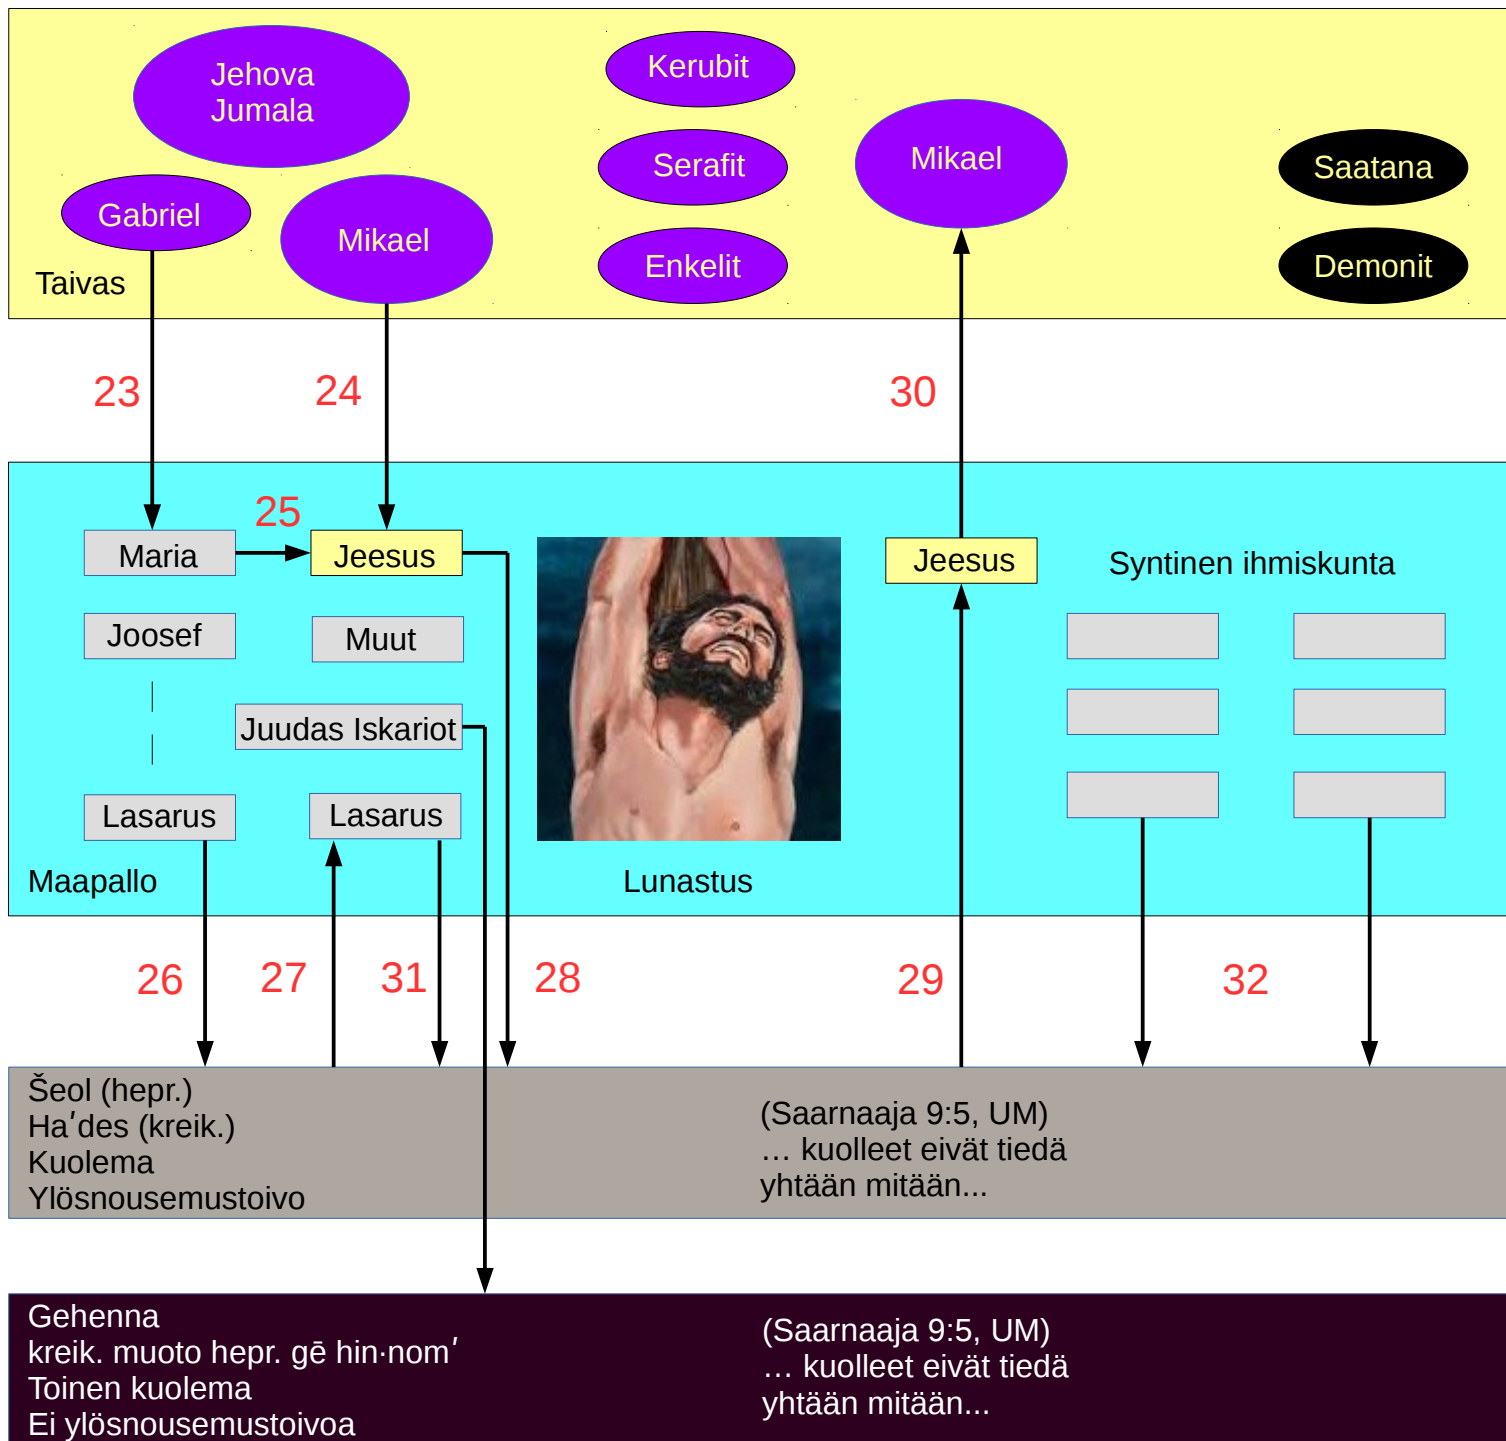 Jehova
Jumala
Kerubit
Mikael
Serafit
Saatana
Gabriel
Mikael
Enkelit
Demonit
Taivas
23
24
30
25
Maria
Jeesus
Jeesus
Syntinen ihmiskunta
Joosef
Muut
Juudas Iskariot
Lasarus
Lasarus
Maapallo
Lunastus
26
27
31
28
29
32
Šeol (hepr.)
Haʹdes (kreik.)
Kuolema
Ylösnousemustoivo
(Saarnaaja 9:5, UM)
… kuolleet eivät tiedä
yhtään mitään...
Gehenna
kreik. muoto hepr. gē hin·nomʹ
Toinen kuolema
Ei ylösnousemustoivoa
(Saarnaaja 9:5, UM)
… kuolleet eivät tiedä
yhtään mitään...